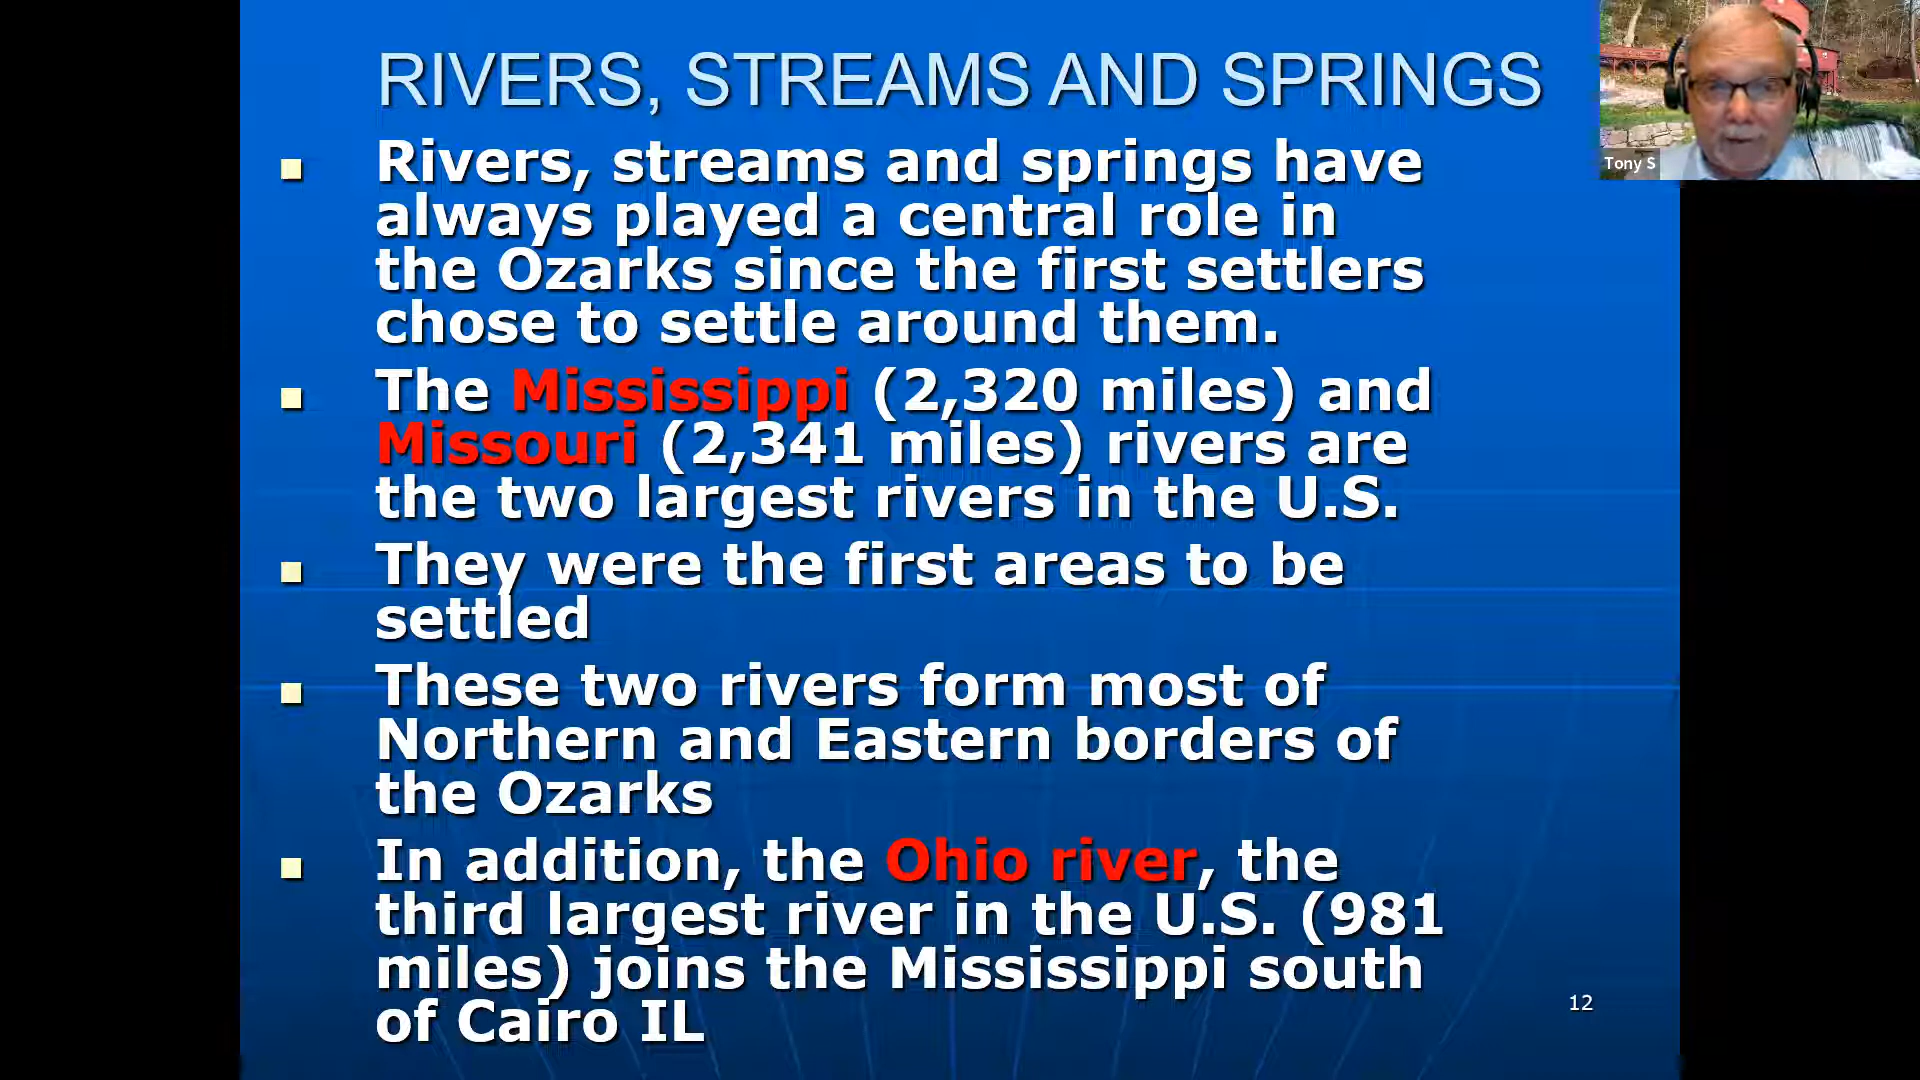 RIVERS, STREAMS AND SPRINGS
Rivers, streams and springs have
always played a central role in
the Ozarks since the first settlers
chose to settle around them.
The Mississippi (2,320 miles) and
Missouri (2,341 miles) rivers are
the two largest rivers in the U.S.
They were the first areas to be
settled
These two rivers form most of
Northern and Eastern borders of
the Ozarks
In addition, the Ohio river, the
third largest river in the U.S. (981
miles) joins the Mississippi south
of Cairo IL
12
Tony S